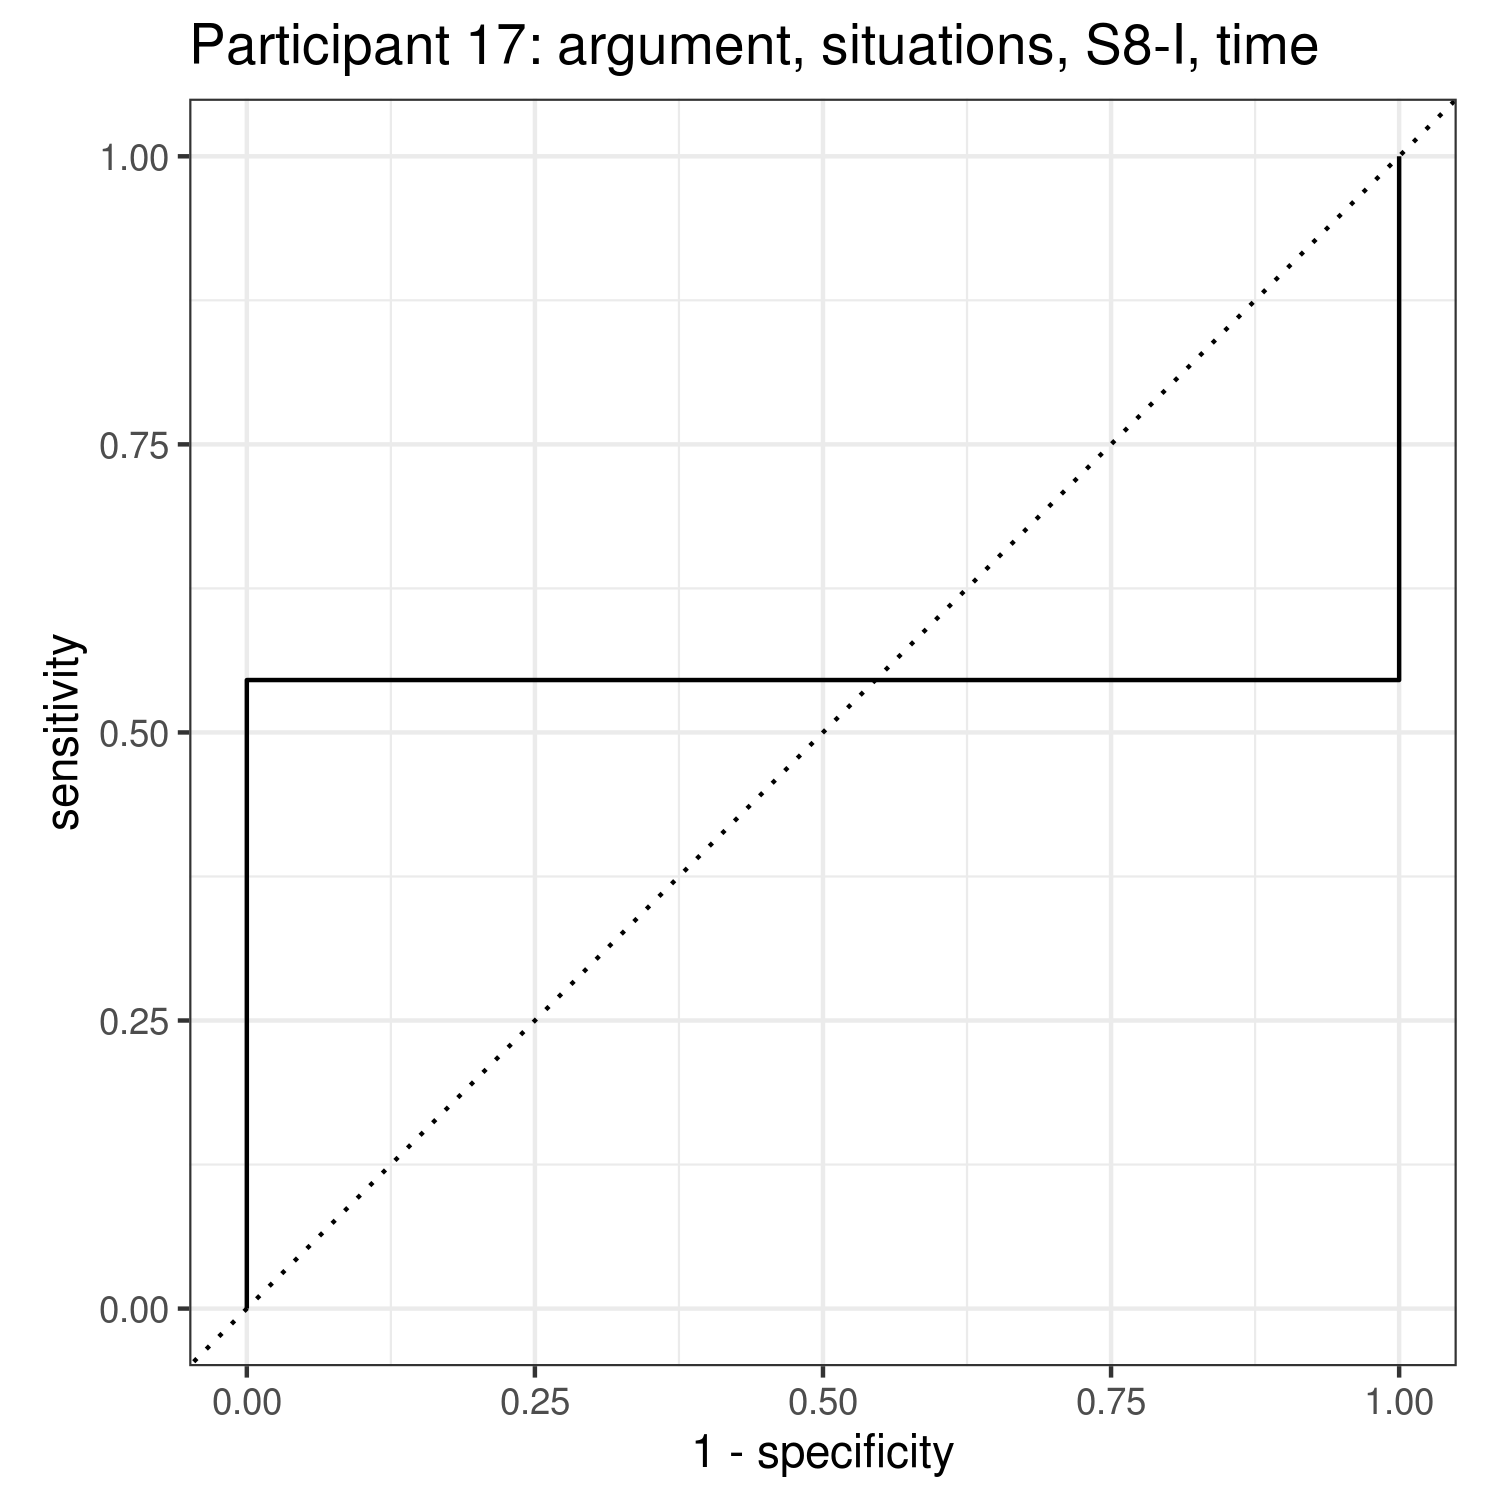 Participant 17: argument, situations, S8-I, time
1.00
0.75
0.50
0.25
0.00
sensitivity
0.00 0.25 0.50 0.75 1.00
1 - specificity